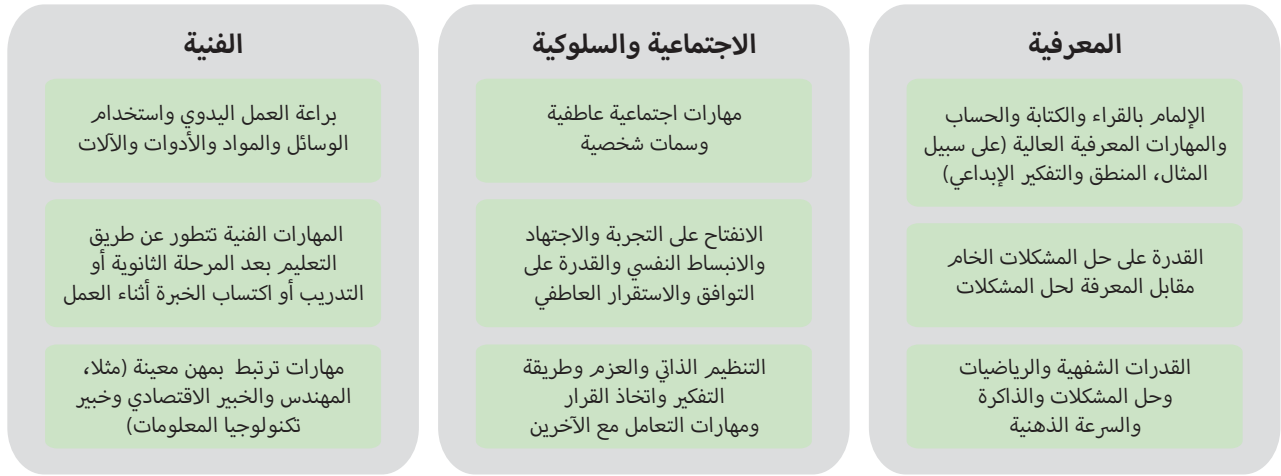 المعرفية
الإلمام بالقراء والكتابة والحساب
والمهارات المعرفية العالية (على سبيل
المثال، المنطق والتفكير الإبداعي)
القدرة على حل المشكلات الخام
مقابل المعرفة لحل المشكلات
القدرات الشفهية والرياضيات
وحل المشكلات والذاكرة
والسرعة الذهنية
الاجتماعية والسلوكية
مهارات اجتماعية عاطفية
وسمات شخصية
الانفتاح على التجربة والاجتهاد
والانبساط النفسي والقدرة على
التوافق والاستقرار العاطفي
التنظيم الذاتي والعزم وطريقة
التفكير واتخاذ القرار
ومهارات التعامل مع الآخرين
الفنية
براعة العمل اليدوي واستخدام
الوسائل والمواد والأدوات والآلات
المهارات الفنية تتطور عن طريق
التعليم بعد المرحلة الثانوية أو
التدريب أو اكتساب الخبرة أثناء العمل
مهارات ترتبط بمهن معينة (مثلا،
المهندس والخبير الاقتصادي وخبير
تكنولوجيا المعلومات)